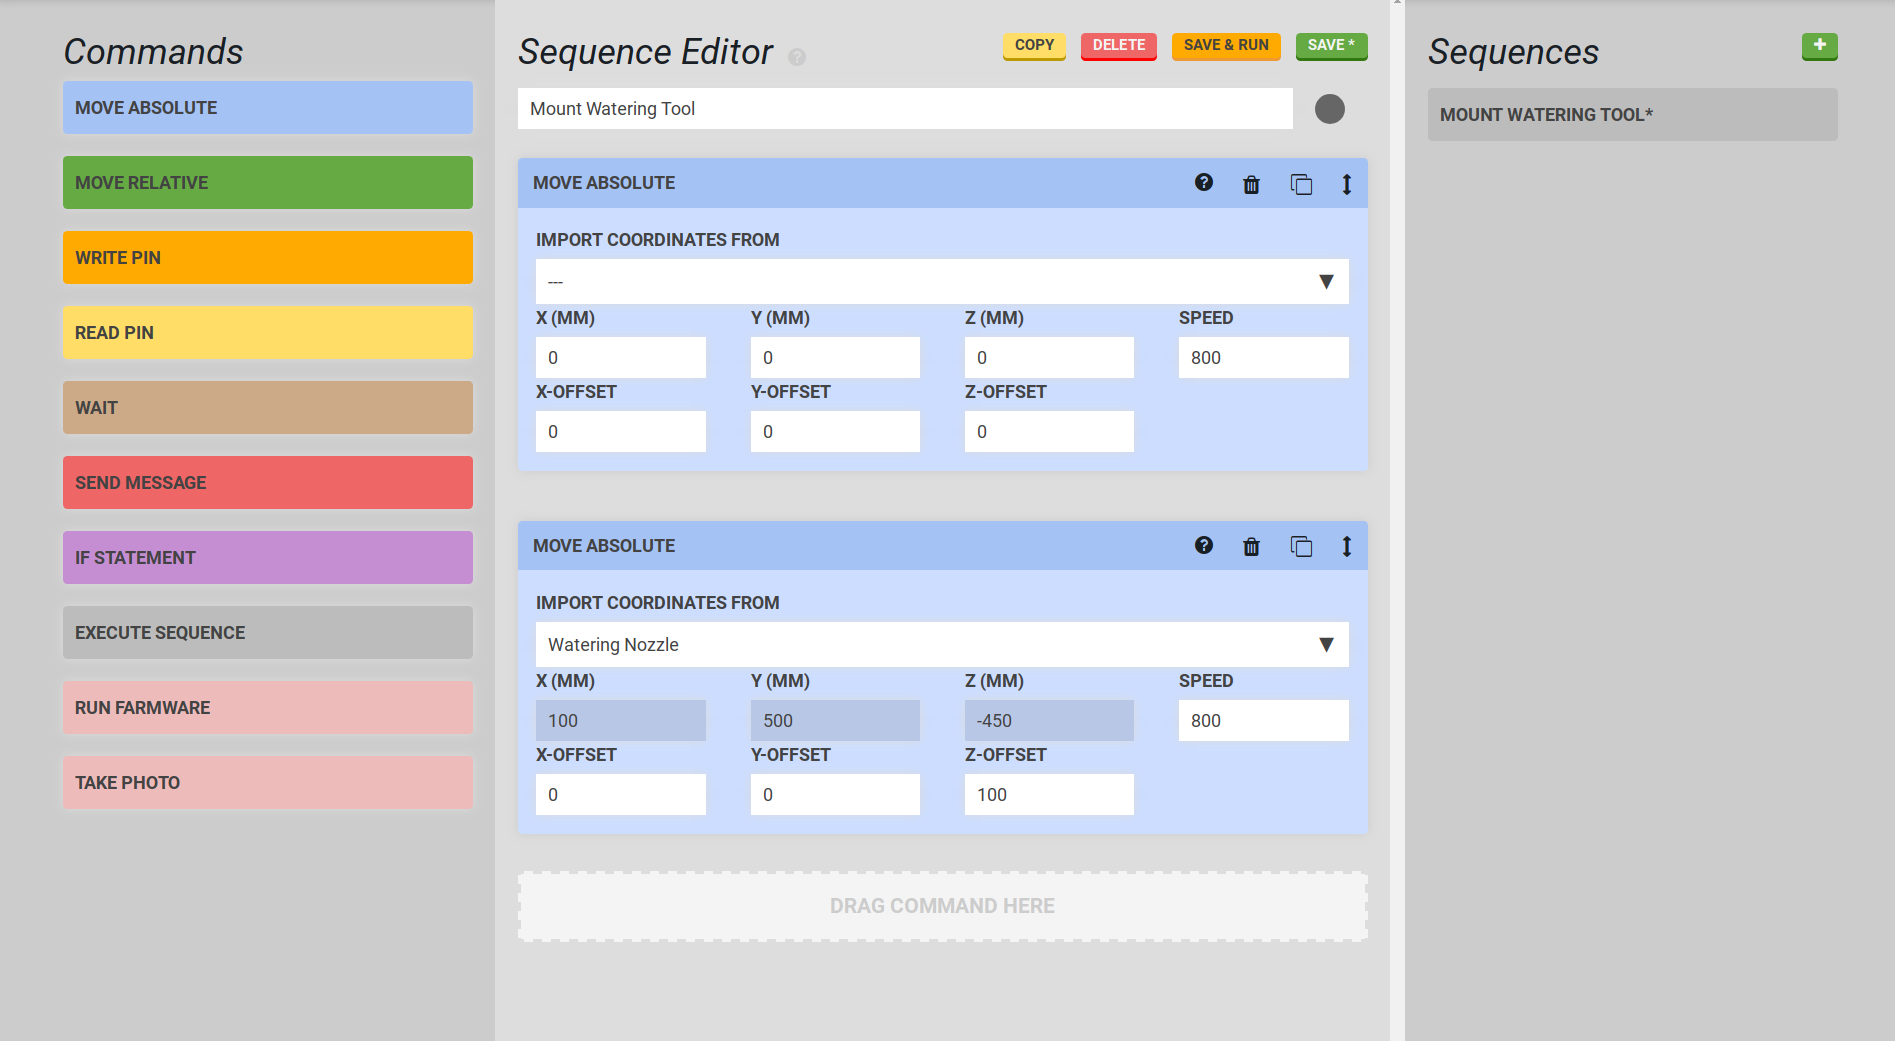 Commands
MOVE ABSOLUTE
MOVE RELATIVE
WRITE PIN
READ PIN
WAIT
SEND MESSAGE
IF STATEMENT
EXECUTE SEQUENCE
RUN FARMWARE
TAKE PHOTO
Sequence Editor ?
COPY DELETE SAVE & RUN SAVE *
Mount Watering Tool
MOVE ABSOLUTE ?
IMPORT COORDINATES FROM
--- ▼
X (MM) Y (MM) Z (MM) SPEED
0 0 0 800
X-OFFSET Y-OFFSET Z-OFFSET
0 0 0
MOVE ABSOLUTE ?
IMPORT COORDINATES FROM
Watering Nozzle ▼
X (MM) Y (MM) Z (MM) SPEED
100 500 -450 800
X-OFFSET Y-OFFSET Z-OFFSET
0 0 100
DRAG COMMAND HERE
Sequences +
MOUNT WATERING TOOL*